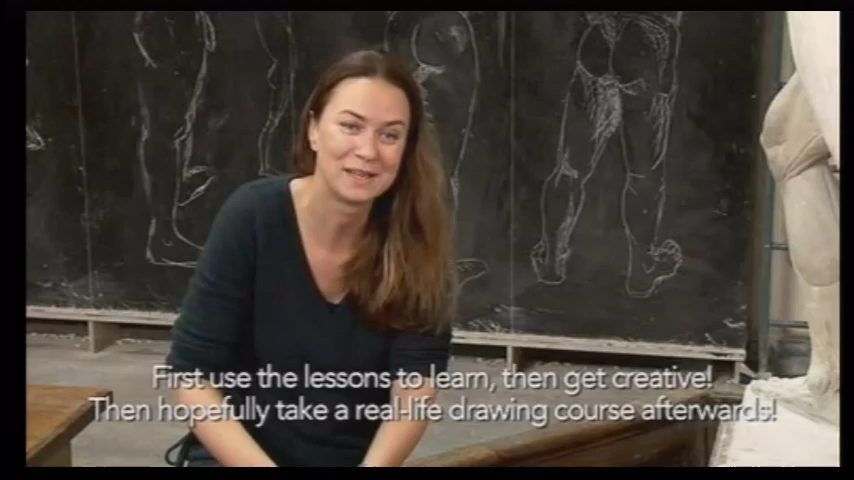 First use the lessons to learn, then get creative!
Then hopefully take a real-life drawing course afterwards!